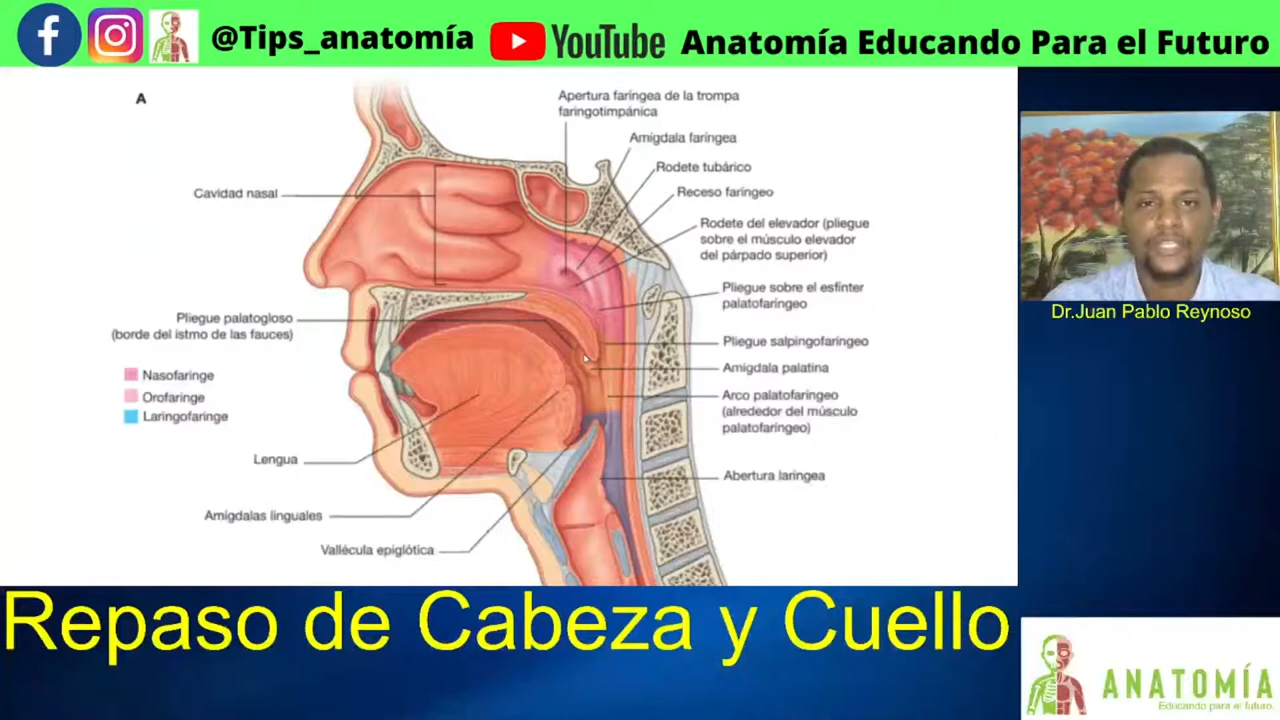 @Tips_anatomía YouTube Anatomía Educando Para el Futuro
A
Apertura faríngea de la trompa
faringotimpánica
Amígdala faríngea
Rodete tubárico
Receso faríngeo
Rodete del elevador (pliegue
sobre el músculo elevador
del párpado superior)
Pliegue sobre el esfínter
palatofaríngeo
Pliegue salpingofaríngeo
Amígdala palatina
Arco palatofaríngeo
(alrededor del músculo
palatofaríngeo)
Abertura laríngea
Cavidad nasal
Pliegue palatogloso
(borde del istmo de las fauces)
Nasofaringe
Orofaringe
Laringofaringe
Lengua
Amígdalas linguales
Vallécula epiglótica
Dr.Juan Pablo Reynoso
Repaso de Cabeza y Cuello
ANATOMÍA
Educando para el futuro.